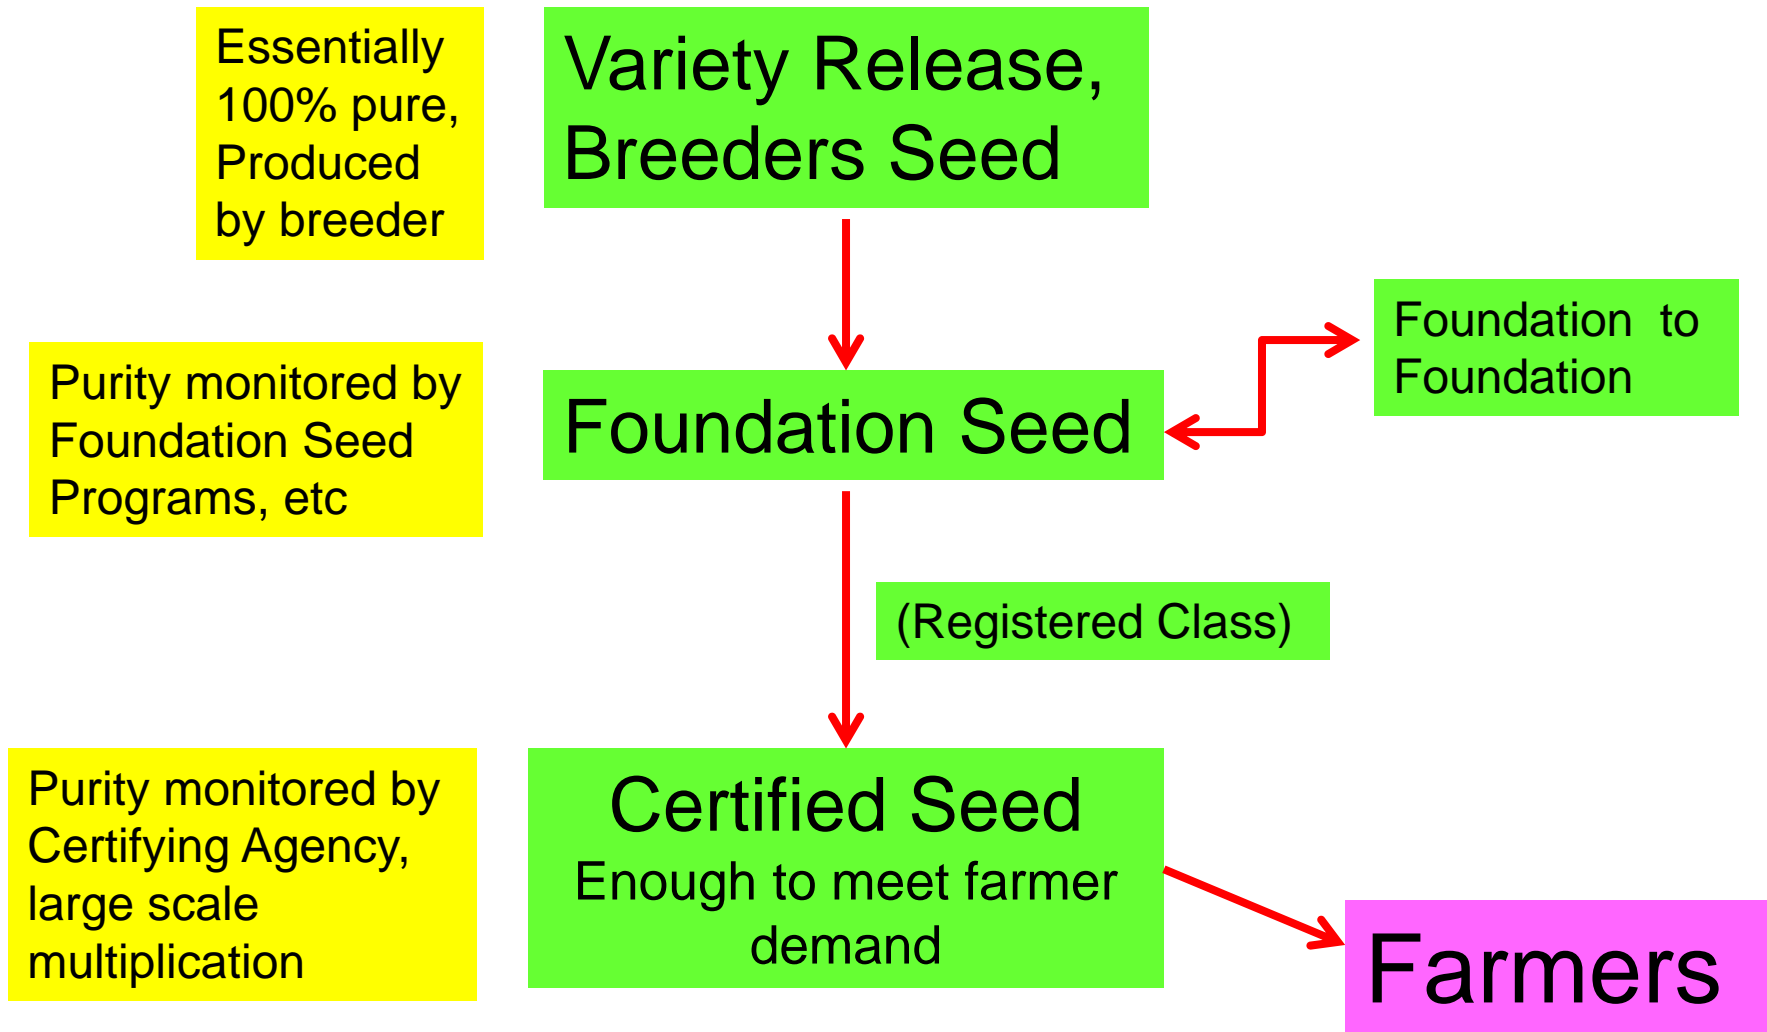 Essentially
100% pure,
Produced
by breeder
Variety Release,
Breeders Seed
Foundation  to
Foundation
Purity monitored by
Foundation Seed
Programs, etc
Foundation Seed
(Registered Class)
Purity monitored by
Certifying Agency,
large scale
multiplication
Certified Seed
Enough to meet farmer
demand
Farmers